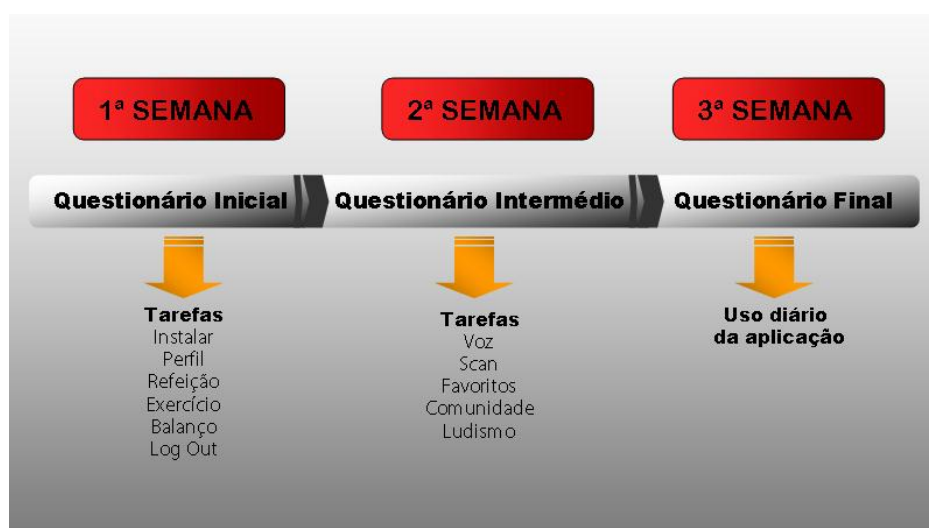 1ª SEMANA
2ª SEMANA
3ª SEMANA
Questionário Inicial
Questionário Intermédio
Questionário Final
Tarefas
Instalar
Perfil
Refeição
Exercício
Balanço
Log Out
Tarefas
Voz
Scan
Favoritos
Comunidade
Ludismo
Uso diário
da aplicação